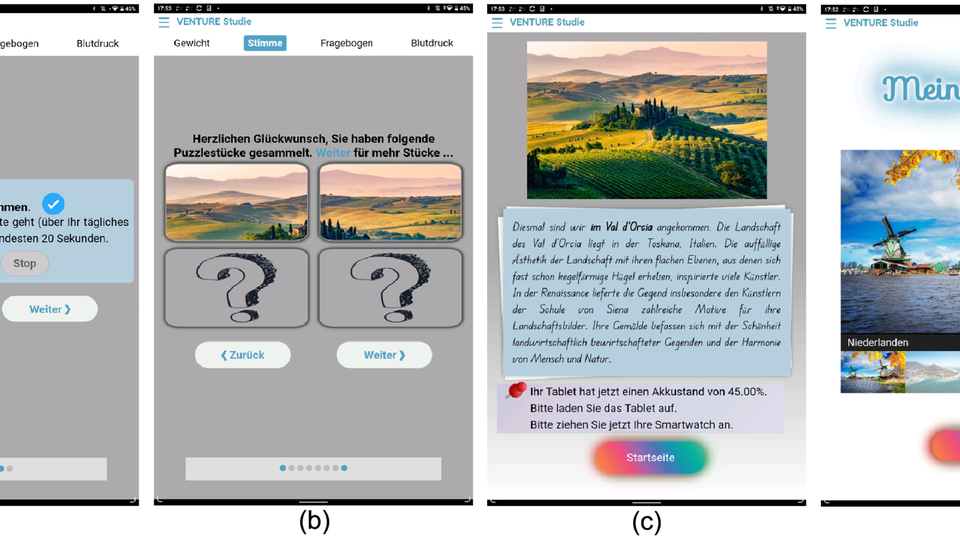 45%
gebogen
Blutdruck
mmen.
te geht (über Ihr tägliches
ndesten 20 Sekunden.
Stop
Weiter ❯
17:53
45%
VENTURE Studie
Gewicht
Stimme
Fragebogen
Blutdruck
Herzlichen Glückwunsch, Sie haben folgende
Puzzlestücke gesammelt. Weiter für mehr Stücke ...
?
?
❮ Zurück
Weiter ❯
(b)
17:53
45%
VENTURE Studie
Diesmal sind wir im Val d'Orcia angekommen. Die Landschaft
des Val d'Orcia liegt in der Toskana, Italien. Die auffällige
Ästhetik der Landschaft mit ihren flachen Ebenen, aus denen sich
fast schon kegelförmige Hügel erheben, inspirierte viele Künstler.
In der Renaissance lieferte die Gegend insbesondere den Künstlern
der Schule von Siena zahlreiche Motive für ihre
Landschaftsbilder. Ihre Gemälde befassen sich mit der Schönheit
landwirtschaftlich bewirtschafteter Gegenden und der Harmonie
von Mensch und Natur.
Ihr Tablet hat jetzt einen Akkustand von 45.00%.
Bitte laden Sie das Tablet auf.
Bitte ziehen Sie jetzt Ihre Smartwatch an.
Startseite
(c)
17:52
VENTURE Studie
Mein
Niederlanden